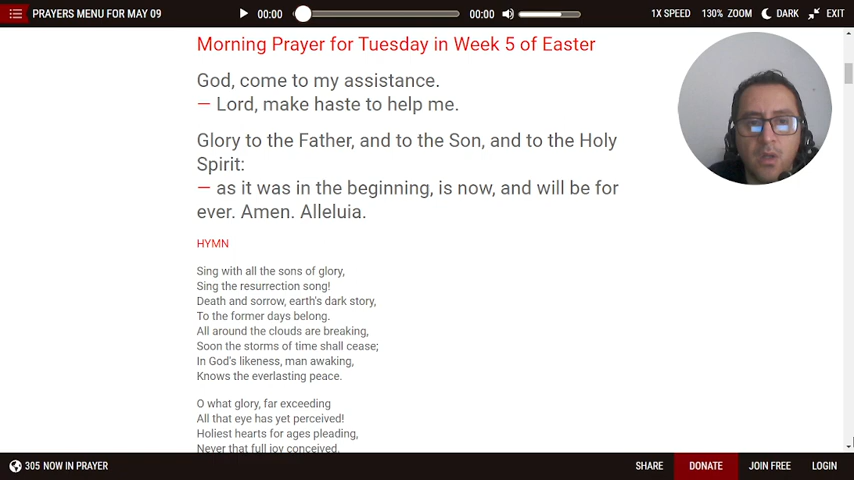 PRAYERS MENU FOR MAY 09
00:00
00:00
1X SPEED
130% ZOOM
DARK
EXIT
Morning Prayer for Tuesday in Week 5 of Easter
God, come to my assistance.
— Lord, make haste to help me.
Glory to the Father, and to the Son, and to the Holy
Spirit:
— as it was in the beginning, is now, and will be for
ever. Amen. Alleluia.
HYMN
Sing with all the sons of glory,
Sing the resurrection song!
Death and sorrow, earth's dark story,
To the former days belong.
All around the clouds are breaking,
Soon the storms of time shall cease;
In God's likeness, man awaking,
Knows the everlasting peace.
O what glory, far exceeding
All that eye has yet perceived!
Holiest hearts for ages pleading,
Never that full joy conceived.
305 NOW IN PRAYER
SHARE
DONATE
JOIN FREE
LOGIN